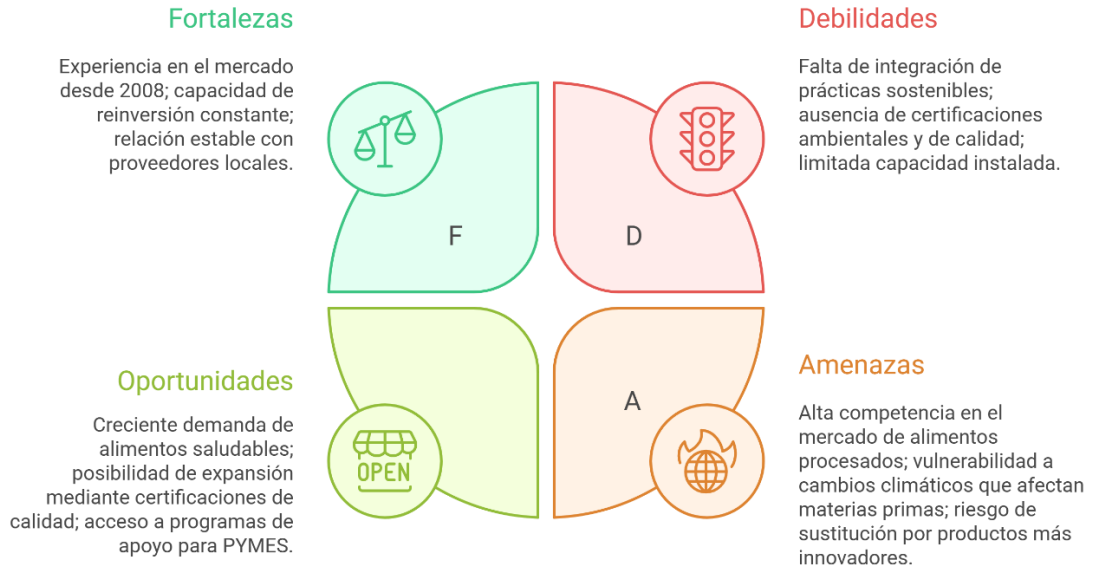 Fortalezas
Experiencia en el mercado
desde 2008; capacidad de
reinversión constante;
relación estable con
proveedores locales.
F
Debilidades
Falta de integración de
prácticas sostenibles;
ausencia de certificaciones
ambientales y de calidad;
limitada capacidad instalada.
D
Oportunidades
Creciente demanda de
alimentos saludables;
posibilidad de expansión
mediante certificaciones de
calidad; acceso a programas de
apoyo para PYMES.
OPEN
Amenazas
Alta competencia en el
mercado de alimentos
procesados; vulnerabilidad a
cambios climáticos que afectan
materias primas; riesgo de
sustitución por productos más
innovadores.
A